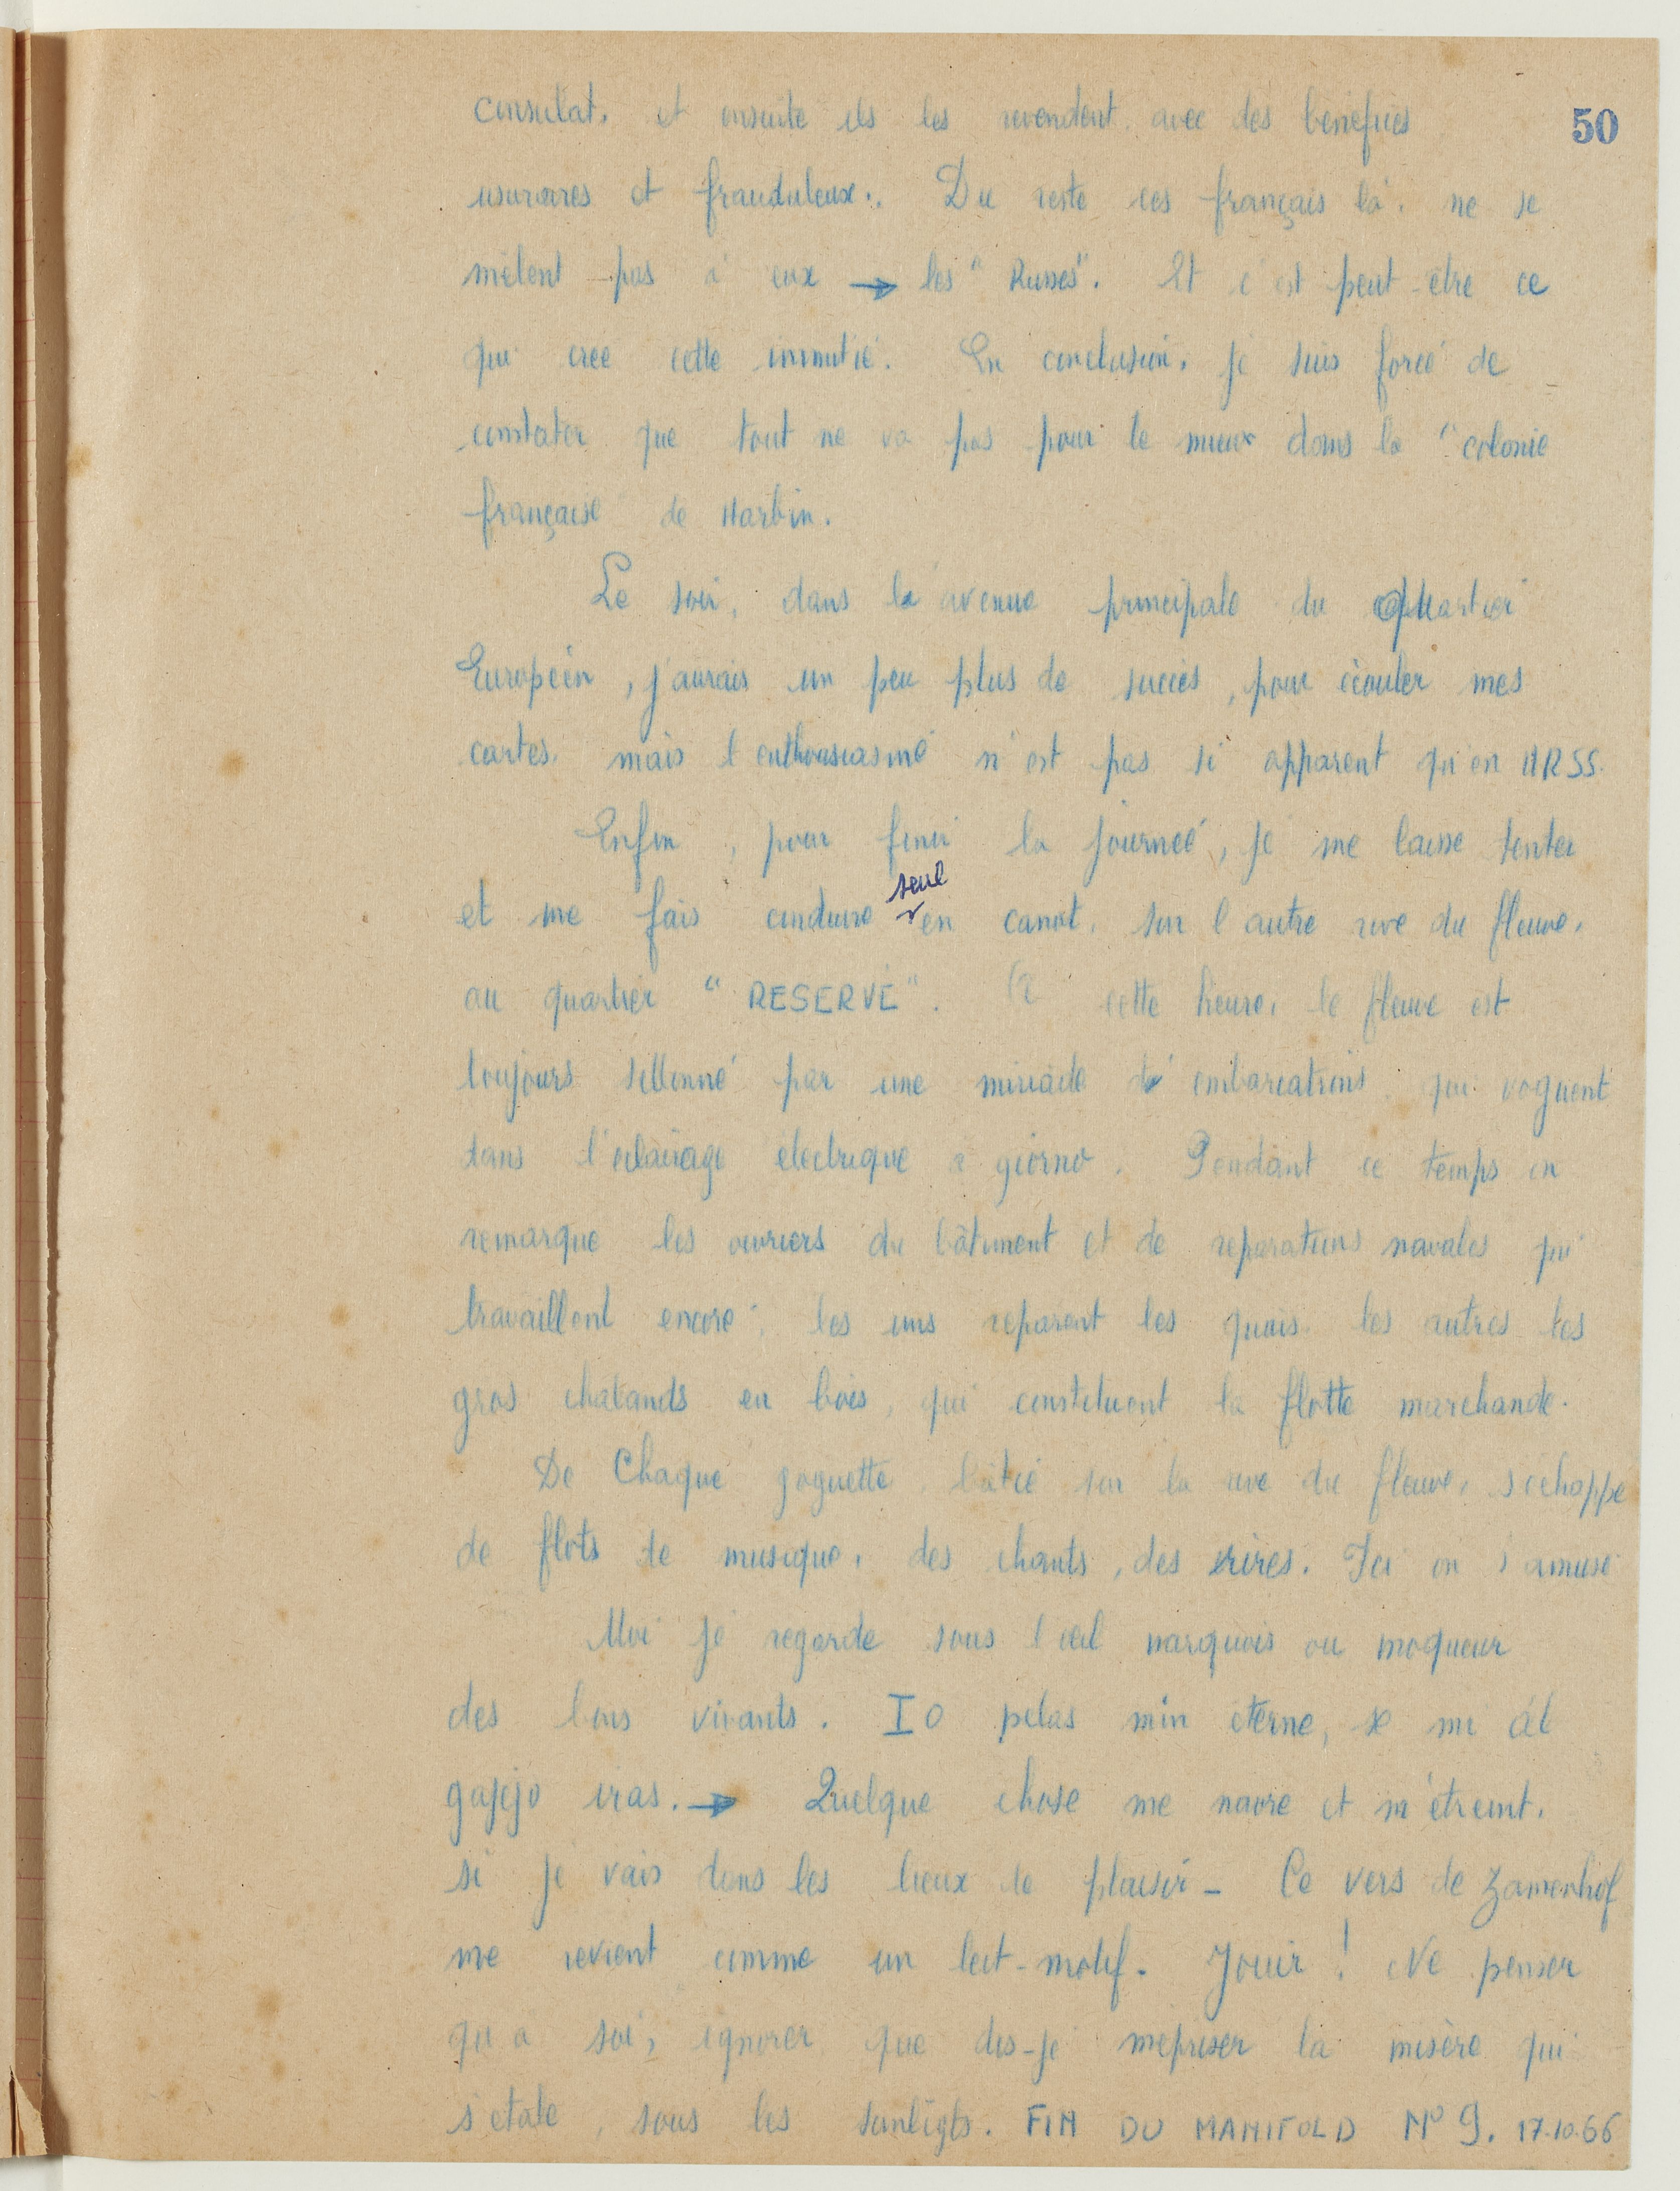 50
consulat, et ensuite ils les revendent avec des benefices
usuraires et frauduleux. Du reste ces français là, ne se
mêlent pas à eux → les "Russes". Et c'est peut-être ce
qui crée cette inimitié. En conclusion, je suis forcé de
constater que tout ne va pas pour le mieux dans la "colonie
française de Harbin.
Le soir, dans la avenue principale du quartier
Européen, j'aurais un peu plus de succès, pour écouler mes
cartes, mais l'enthousiasme n'est pas si apparent qu'en URSS.
Enfin, pour finir la journeé, je me laisse tenter
et me fais conduire seul en canot, sur l'autre rive du fleuve,
au quartier "RESERVÉ". A cette heure, le fleuve est
toujours sillonné par une miriade d'embarcations qui voguent
dans l'eclairage electrique a giorno. Pendant ce temps on
remarque les ouvriers du bâtiment et de reparations navales qui
travaillent encore; les uns reparent les quais, les autres les
gros chalands en bois, qui constituent la flotte marchande.
De Chaque goguette bâtie sur la rive du fleuve, s'échappe
de flots de musique, des chants, des rires. Ici on s'amuse
Moi je regarde sous l'œil narquois ou moqueur
des bons vivants. Io pelas min eterne, se mi al
gajejo iras. → Quelque chose me navre et m'étreint,
si je vais dans les lieux de plaisir - Ce vers de Zamenhof
me revient comme un leit-motif. Jouir ! Ne penser
qu'a soi, ignorer que dis-je mepriser la misère qui
s'etale, sous les sunligts. FIN DU MANIFOLD N° 9. 17.10.66